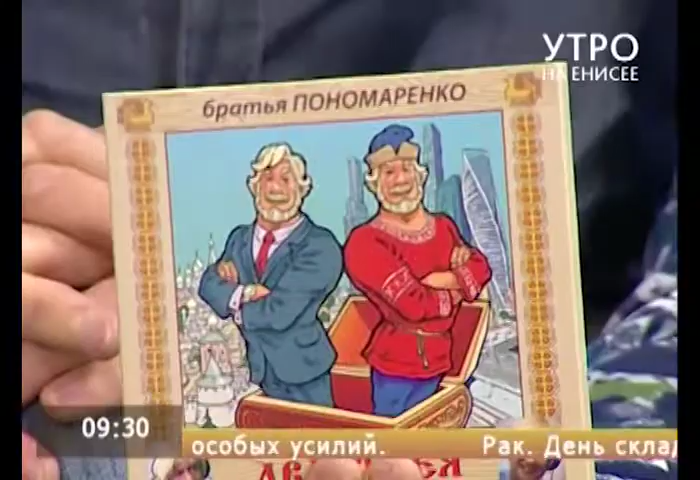 УТРО
НА ЕНИСЕЕ
братья ПОНОМАРЕНКО
09:30
особых усилий. Рак. День склад